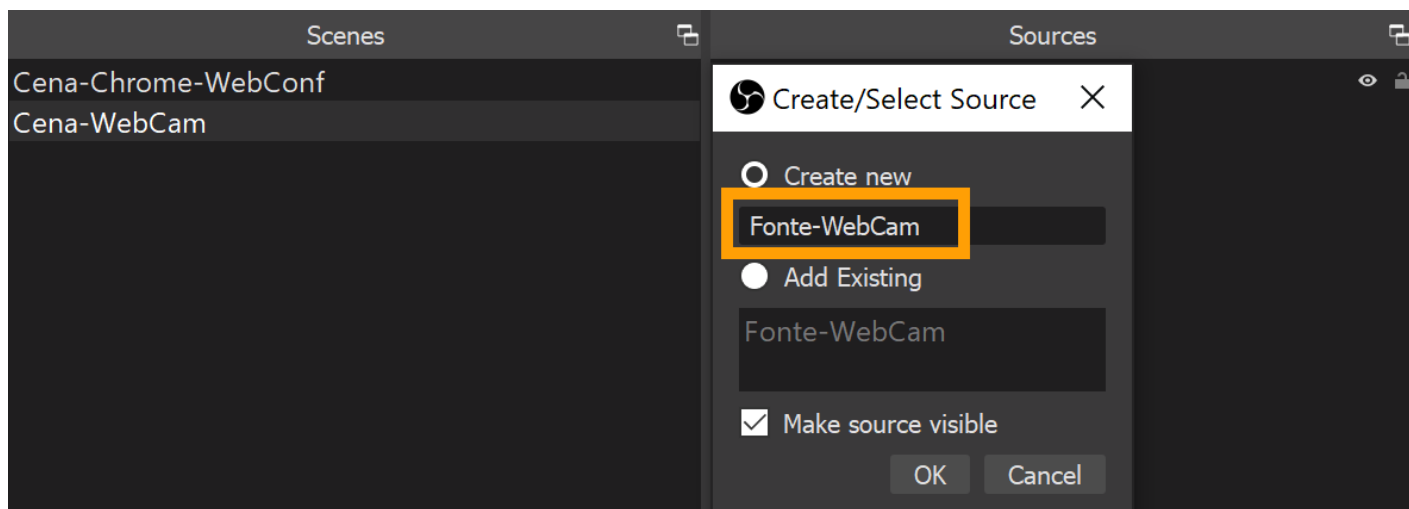 Scenes
Sources
Cena-Chrome-WebConf
Cena-WebCam
Create/Select Source
Create new
Fonte-WebCam
Add Existing
Fonte-WebCam
Make source visible
OK Cancel